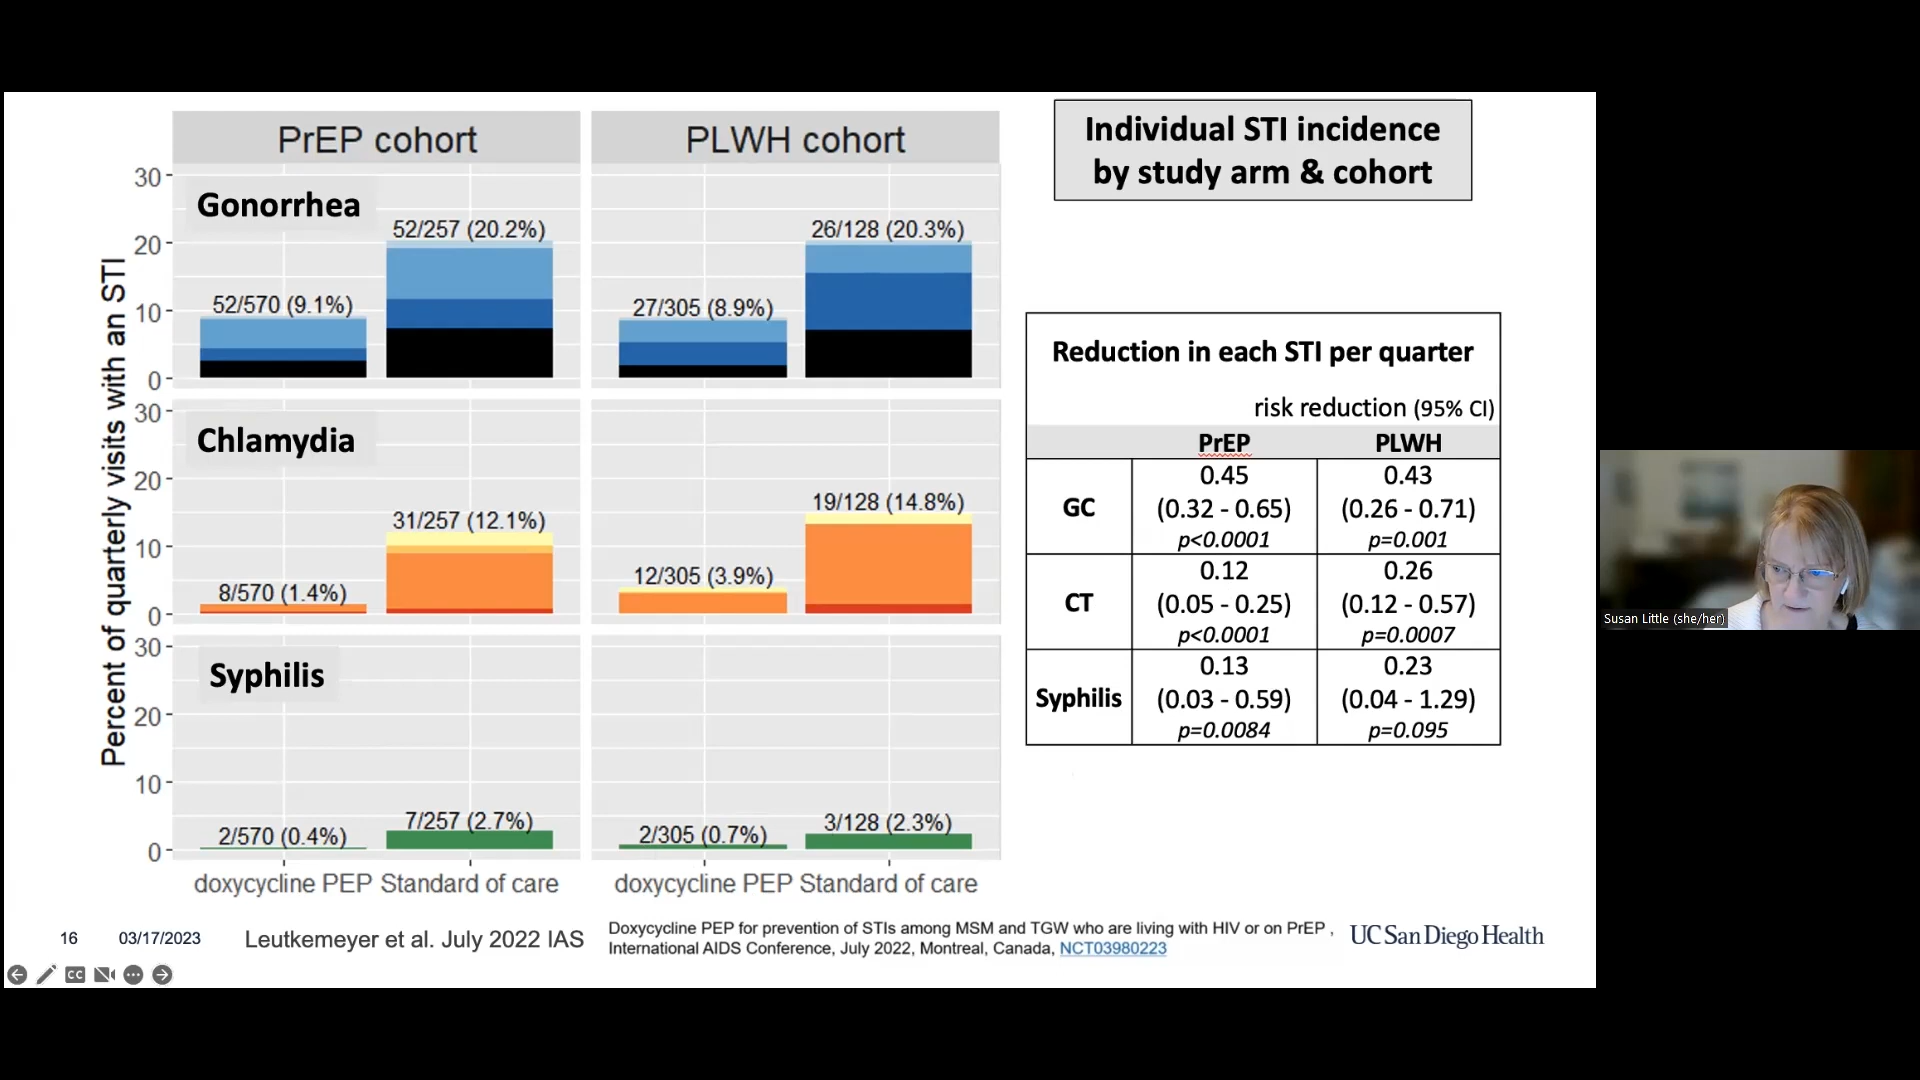 PrEP cohort
PLWH cohort
Individual STI incidence
by study arm & cohort
Percent of quarterly visits with an STI
30
20
10
0
Gonorrhea
52/570 (9.1%)
52/257 (20.2%)
27/305 (8.9%)
26/128 (20.3%)
30
20
10
0
Chlamydia
8/570 (1.4%)
31/257 (12.1%)
12/305 (3.9%)
19/128 (14.8%)
30
20
10
0
Syphilis
2/570 (0.4%)
7/257 (2.7%)
2/305 (0.7%)
3/128 (2.3%)
doxycycline PEP Standard of care
doxycycline PEP Standard of care
Reduction in each STI per quarter
risk reduction (95% CI)
PrEP PLWH
GC
0.45
(0.32 - 0.65)
p<0.0001
0.43
(0.26 - 0.71)
p=0.001
CT
0.12
(0.05 - 0.25)
p<0.0001
0.26
(0.12 - 0.57)
p=0.0007
Syphilis
0.13
(0.03 - 0.59)
p=0.0084
0.23
(0.04 - 1.29)
p=0.095
16
03/17/2023
Leutkemeyer et al. July 2022 IAS
Doxycycline PEP for prevention of STIs among MSM and TGW who are living with HIV or on PrEP ,
International AIDS Conference, July 2022, Montreal, Canada, NCT03980223
UC San Diego Health
CC
Susan Little (she/her)